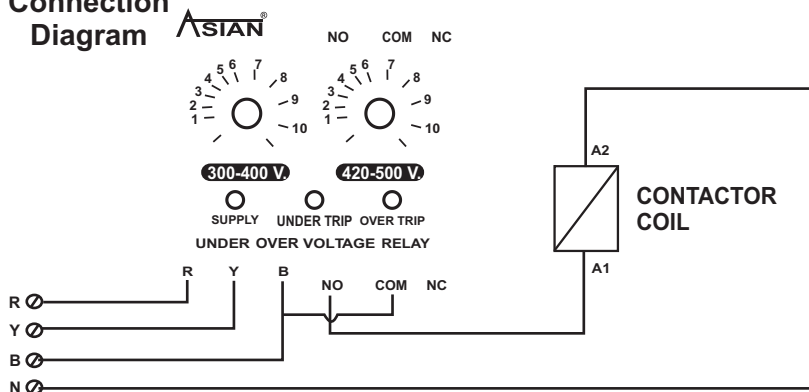 Connection
Diagram ASIAN®
NO COM NC
1 2 3 4 5 6 7 8 9 10
1 2 3 4 5 6 7 8 9 10
300-400 V. 420-500 V.
SUPPLY UNDER TRIP OVER TRIP
UNDER OVER VOLTAGE RELAY
R Y B
NO COM NC
A2
CONTACTOR
COIL
A1
R
Y
B
N